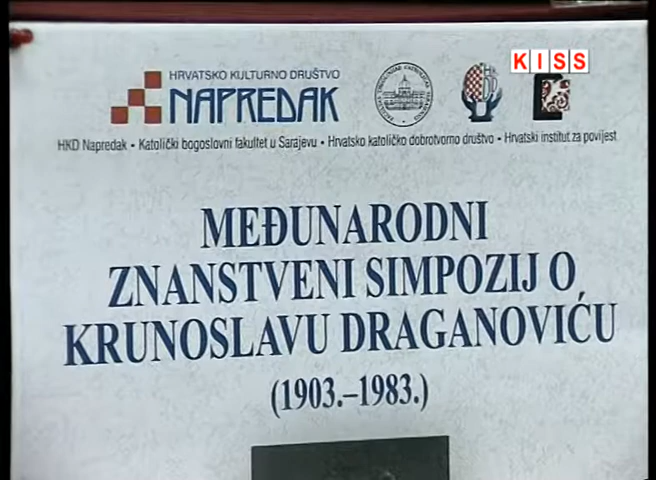 KISS
HRVATSKO KULTURNO DRUŠTVO
NAPREDAK
HKD Napredak • Katolički bogoslovni fakultet u Sarajevu • Hrvatsko katoličko dobrotvorno društvo • Hrvatski institut za povijest
MEĐUNARODNI
ZNANSTVENI SIMPOZIJ O
KRUNOSLAVU DRAGANOVIĆU
(1903.–1983.)